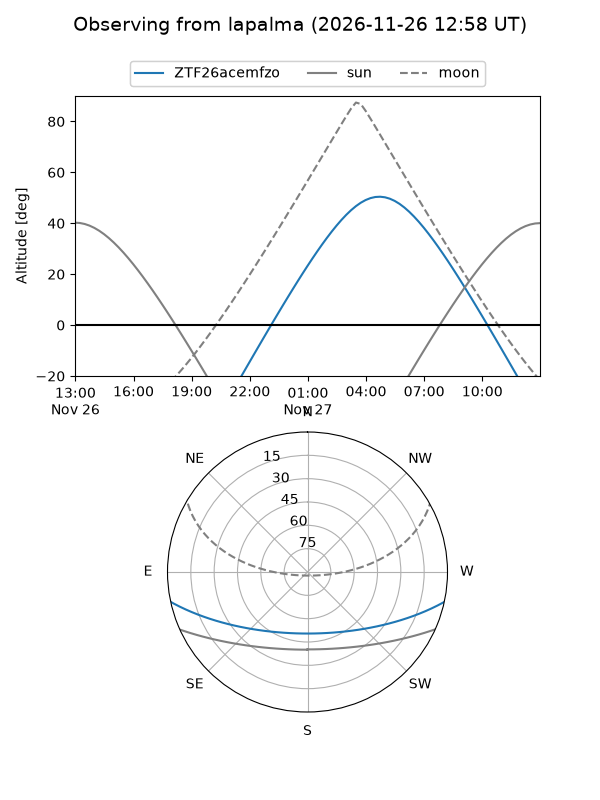 Observing from lapalma (2026-11-26 12:58 UT)
ZTF26acemfzo sun moon
Altitude [deg]
80
60
40
20
0
−20
13:00 16:00 19:00 22:00 01:00 04:00 07:00 10:00
Nov 26 Nov 27
N
NE NW
15
30
45
60
75
E W
SE SW
S